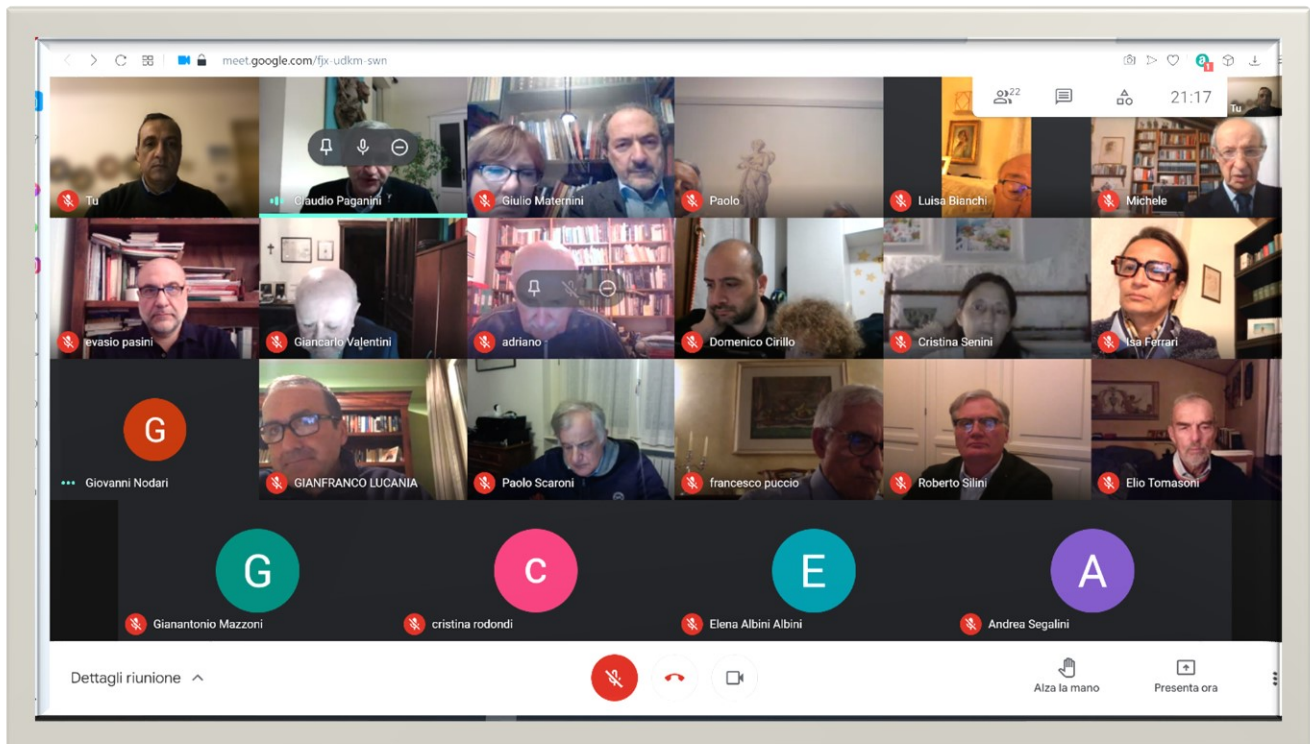 meet.google.com/fjx-udkm-swn
22
21:17
Tu
Tu
Claudio Paganini
Giulio Maternini
Paolo
Luisa Bianchi
Michele
evasio pasini
Giancarlo Valentini
adriano
Domenico Cirillo
Cristina Senini
Isa Ferrari
G
Giovanni Nodari
GIANFRANCO LUCANIA
Paolo Scaroni
francesco puccio
Roberto Silini
Elio Tomasoni
G
c
E
A
Gianantonio Mazzoni
cristina rodondi
Elena Albini Albini
Andrea Segalini
Dettagli riunione
Alza la mano
Presenta ora